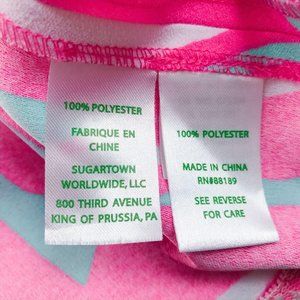 100% POLYESTER
FABRIQUE EN
CHINE
SUGARTOWN
WORLDWIDE, LLC
800 THIRD AVENUE
KING OF PRUSSIA, PA
100% POLYESTER
MADE IN CHINA
RN#88189
SEE REVERSE
FOR CARE